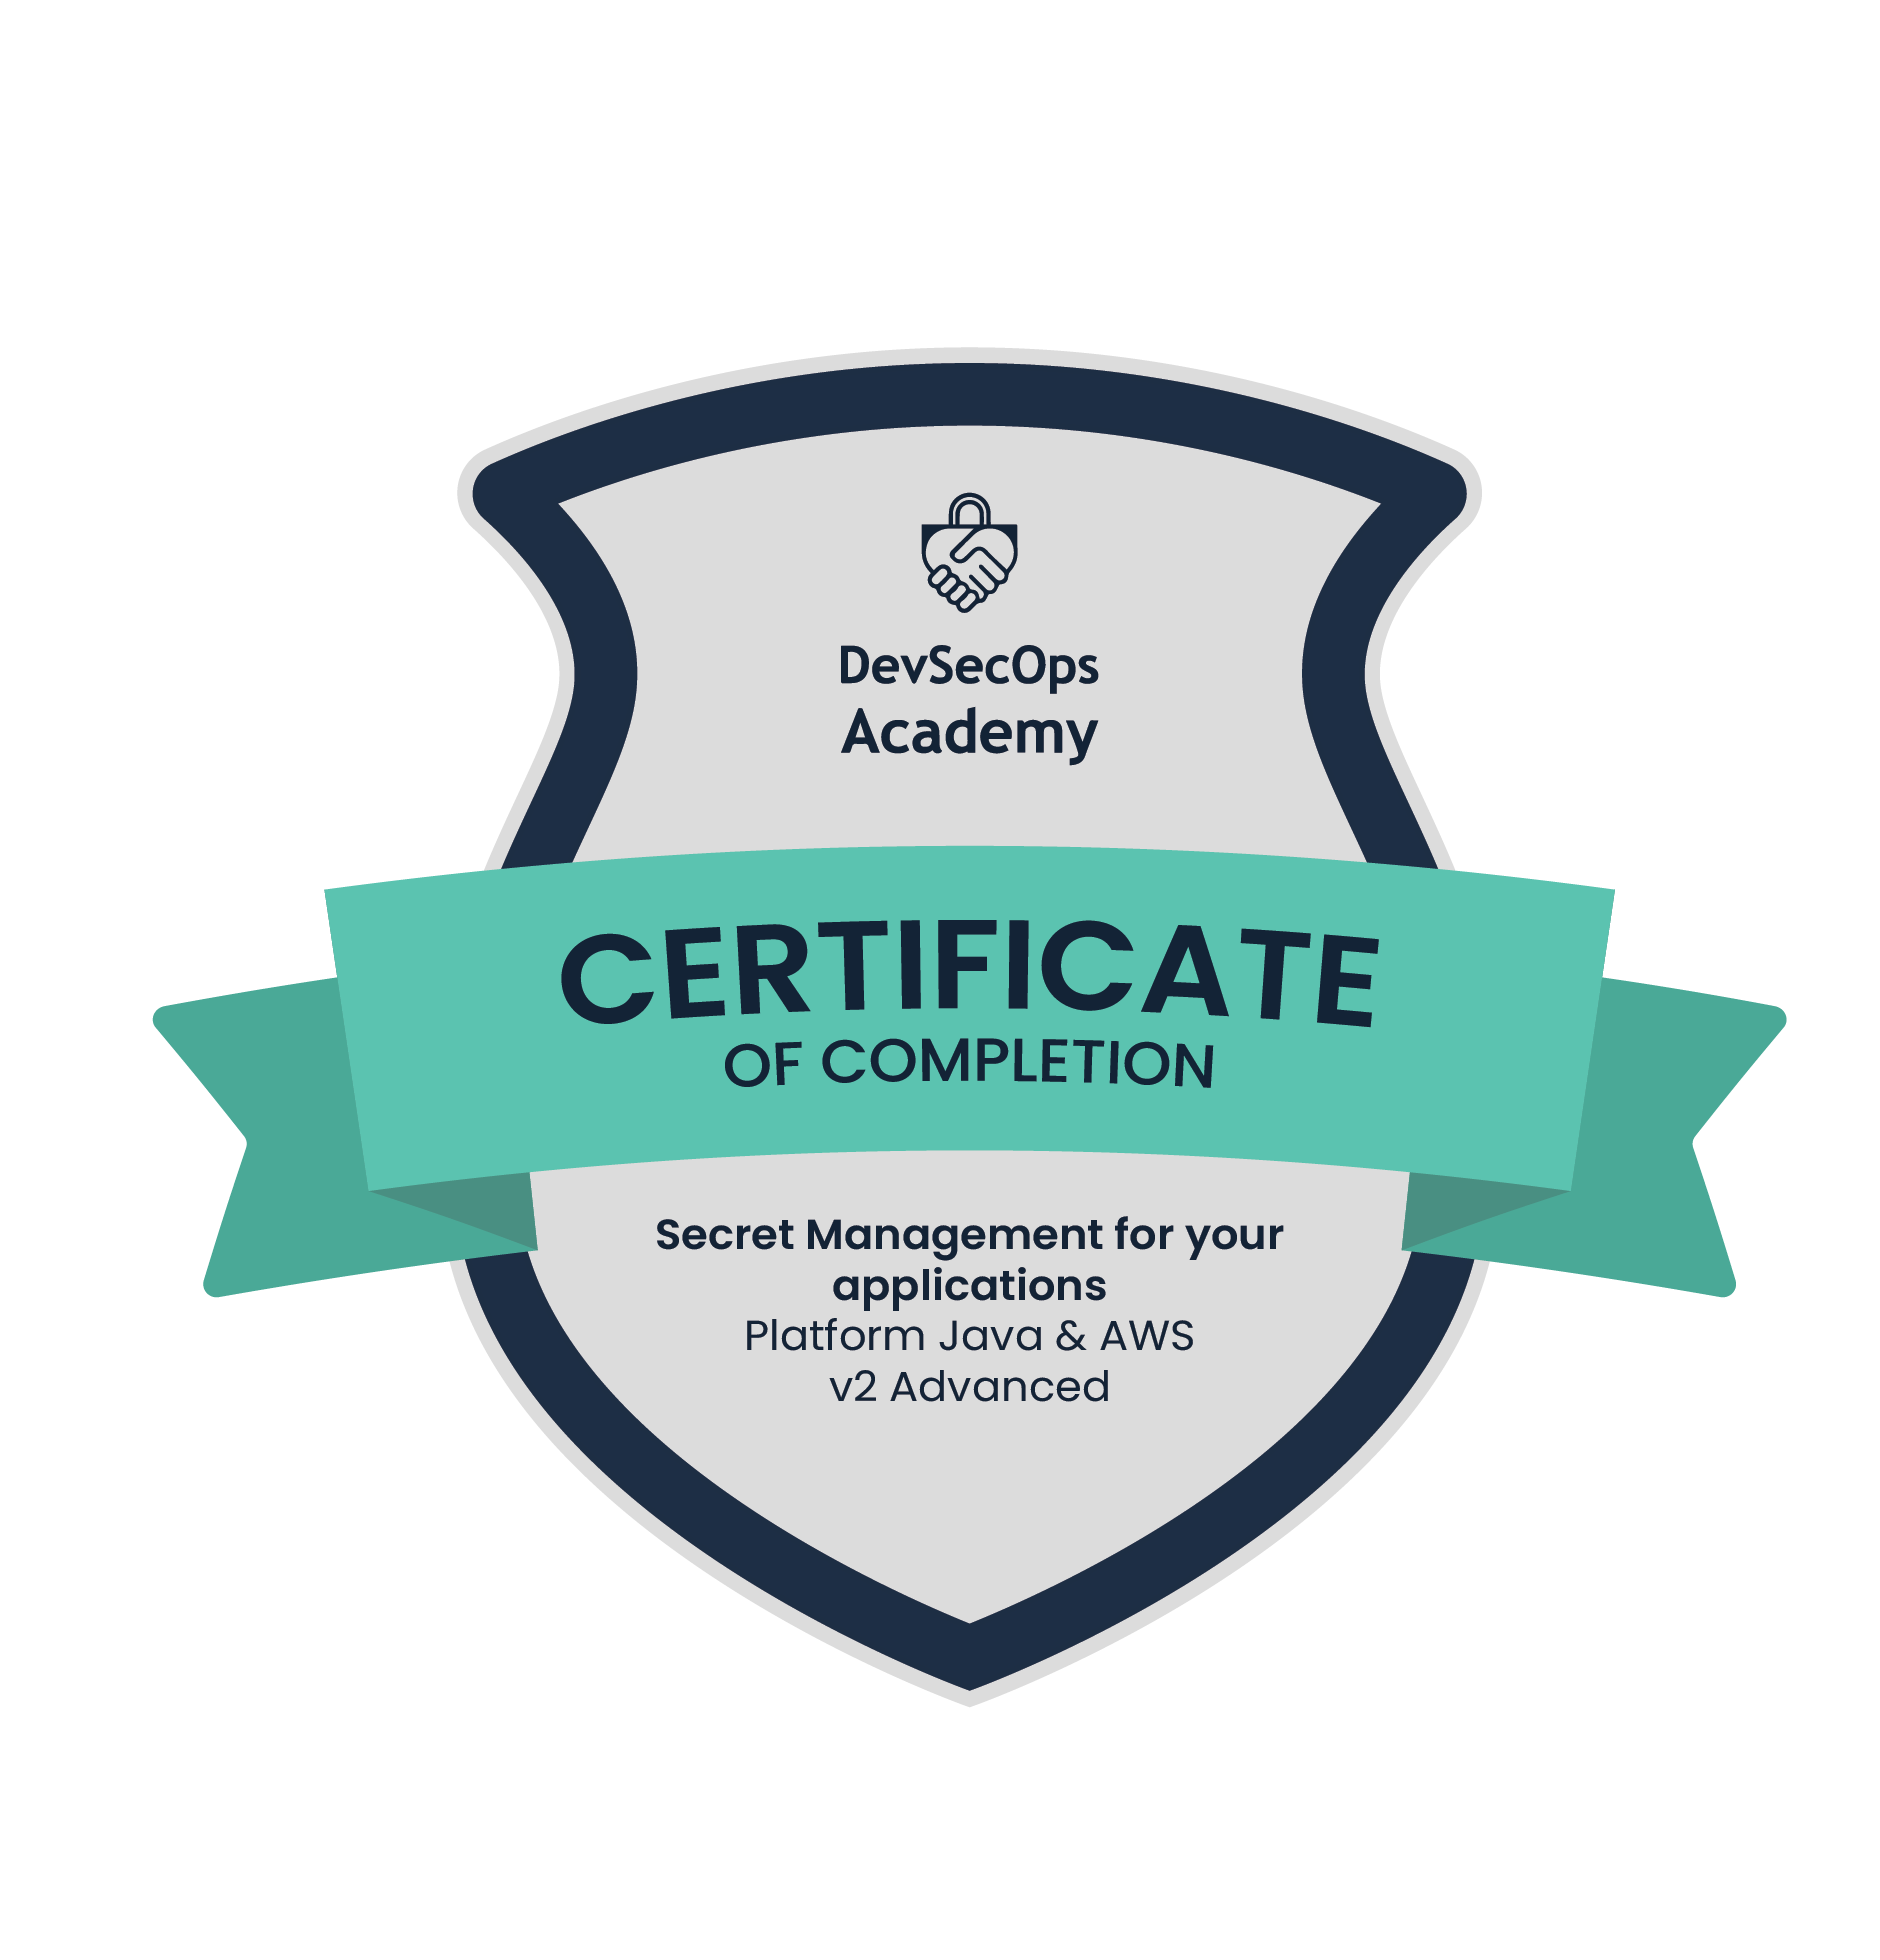 DevSecOps
Academy
CERTIFICATE
OF COMPLETION
Secret Management for your
applications
Platform Java & AWS
v2 Advanced